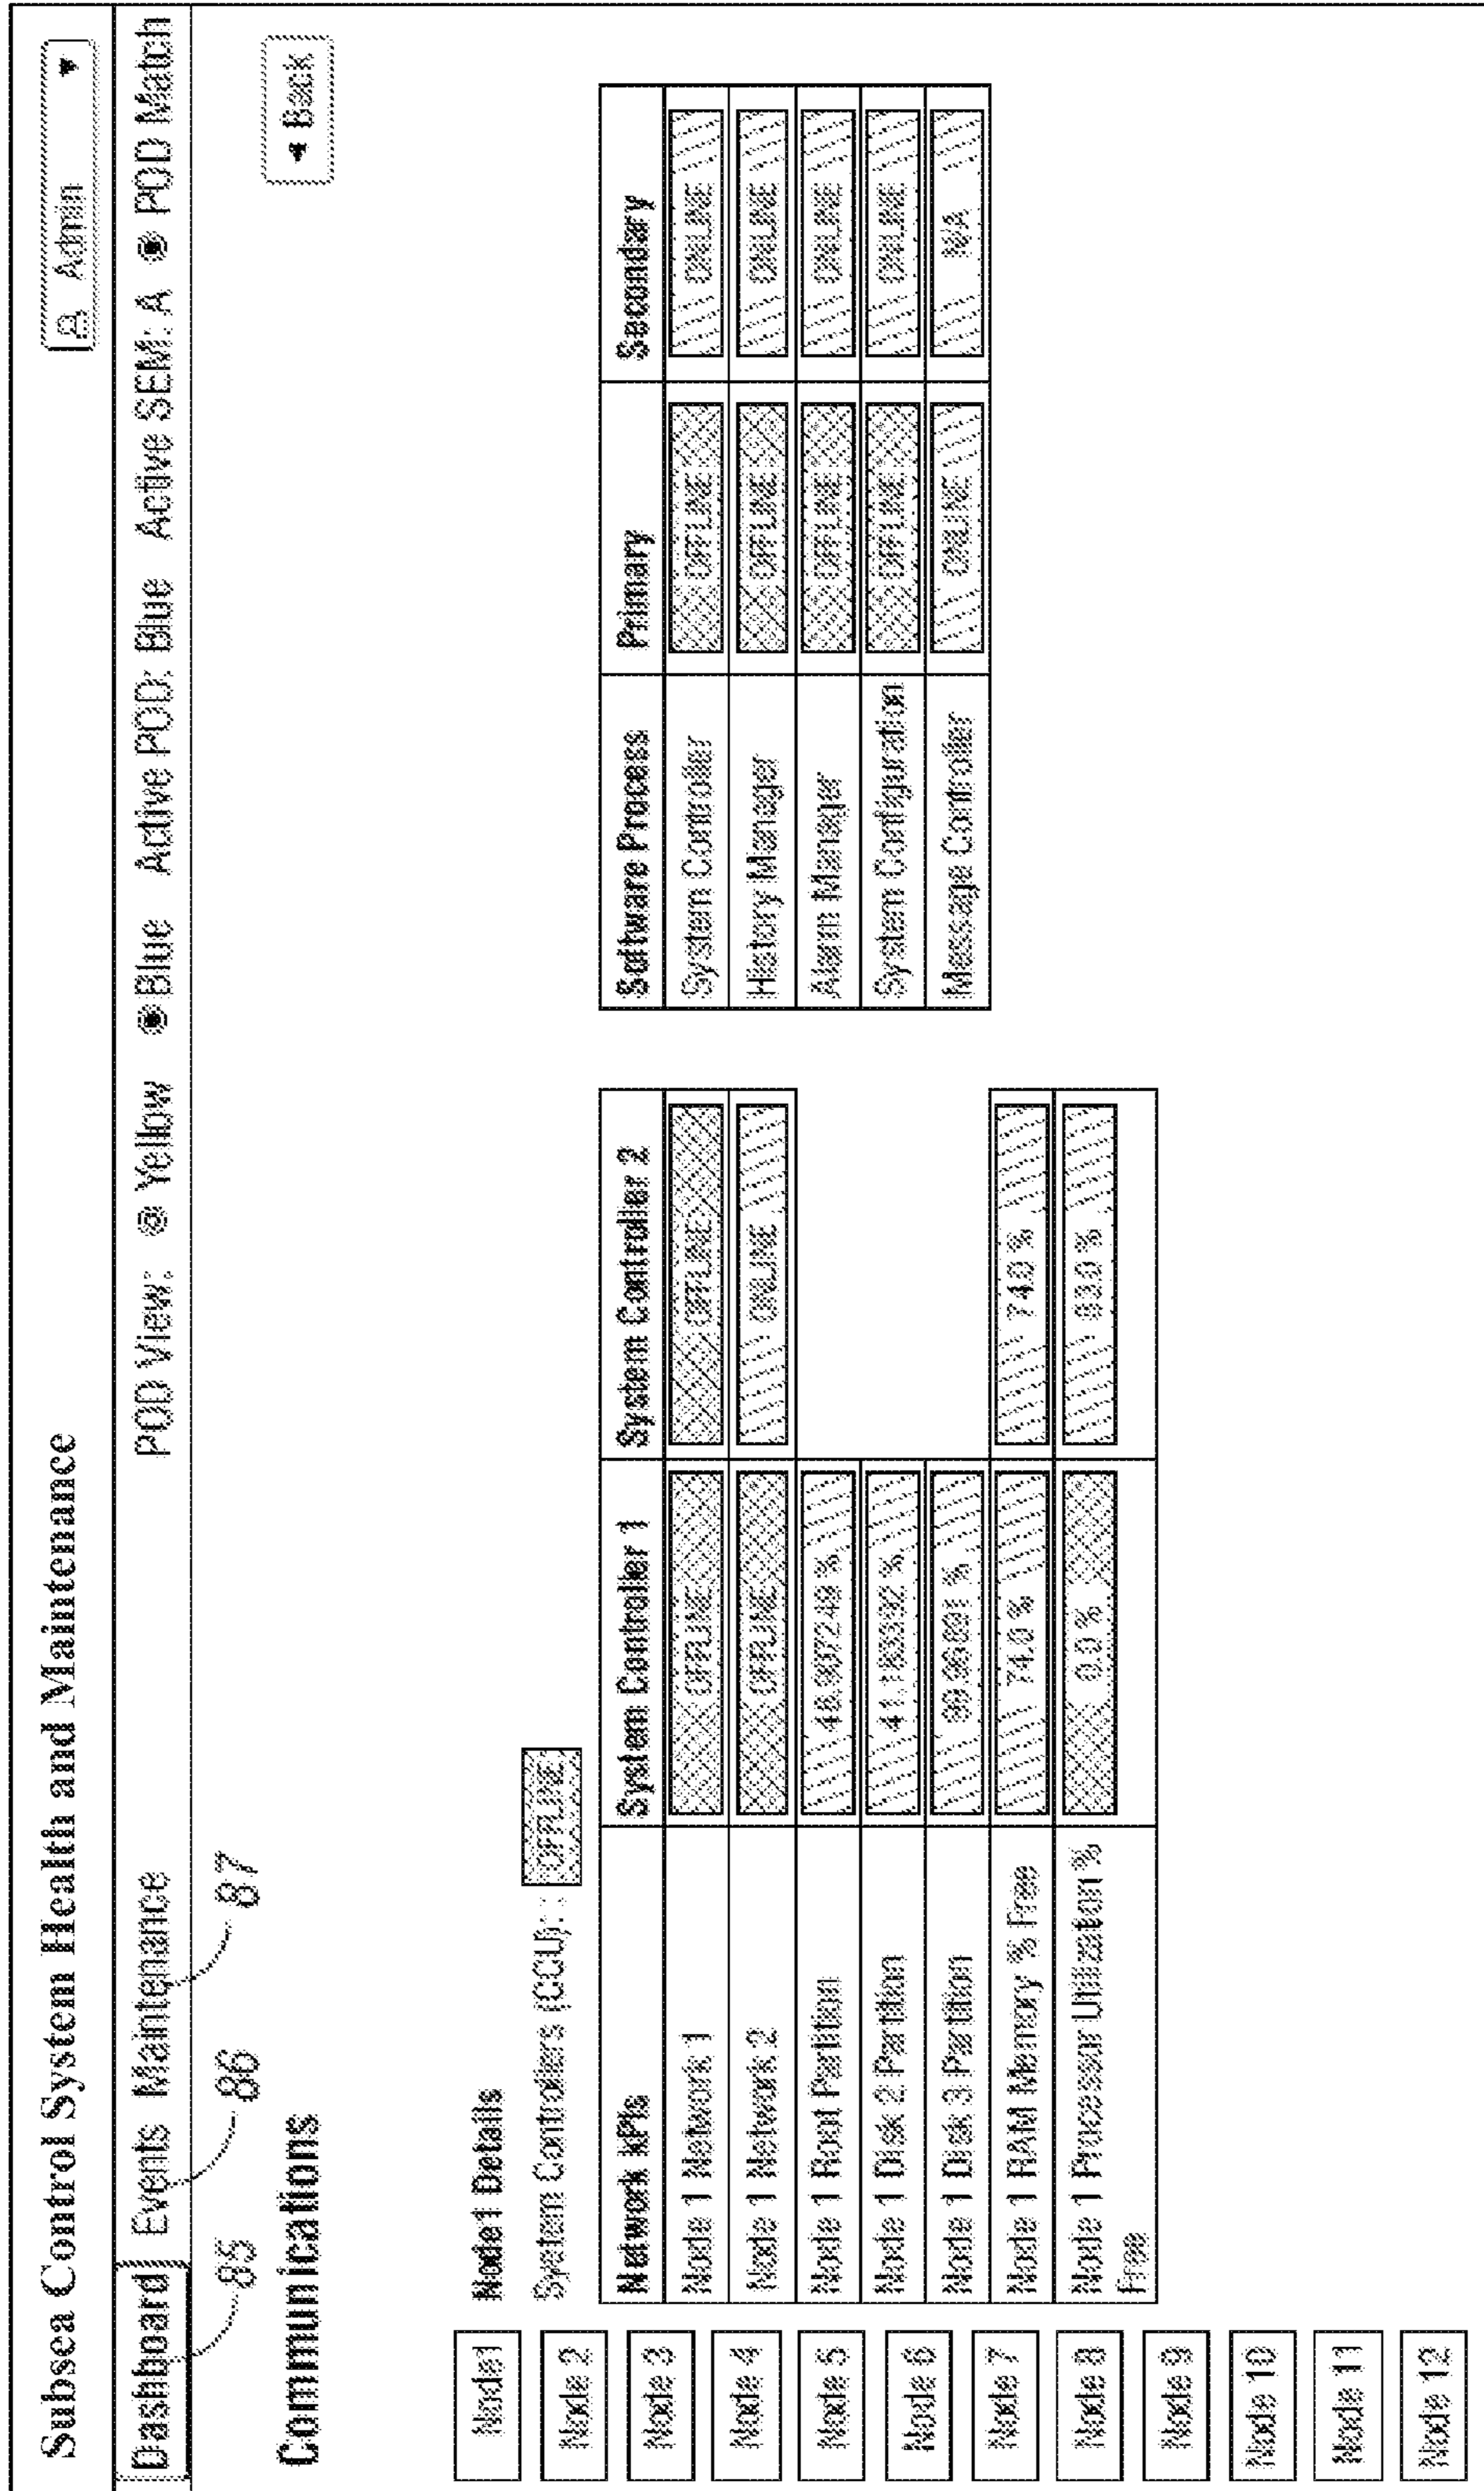 Subsea Control System Health and Maintenance
Admin
Dashboard Events Maintenance POD View: Yellow Blue Active POD: Blue Active SEM: A POD Match
85 86 87
Communications
Back
Node1
Node 2
Node 3
Node 4
Node 5
Node 6
Node 7
Node 8
Node 9
Node 10
Node 11
Node 12
Node1 Details
System Controllers (CCU): : OFFLINE
Network KPIs System Controller 1 System Controller 2
Node 1 Network 1 OFFLINE OFFLINE
Node 1 Network 2 OFFLINE ONLINE
Node 1 Root Partition
Node 1 Disk 2 Partition
Node 1 Disk 3 Partition
Node 1 RAM Memory % Free 74.0 % 74.0 %
Node 1 Processor Utilization % 0.0 %
Free
Software Process Primary Secondary
System Controller OFFLINE ONLINE
History Manager OFFLINE ONLINE
Alarm Manager OFFLINE ONLINE
System Configuration OFFLINE ONLINE
Message Controller ONLINE N/A